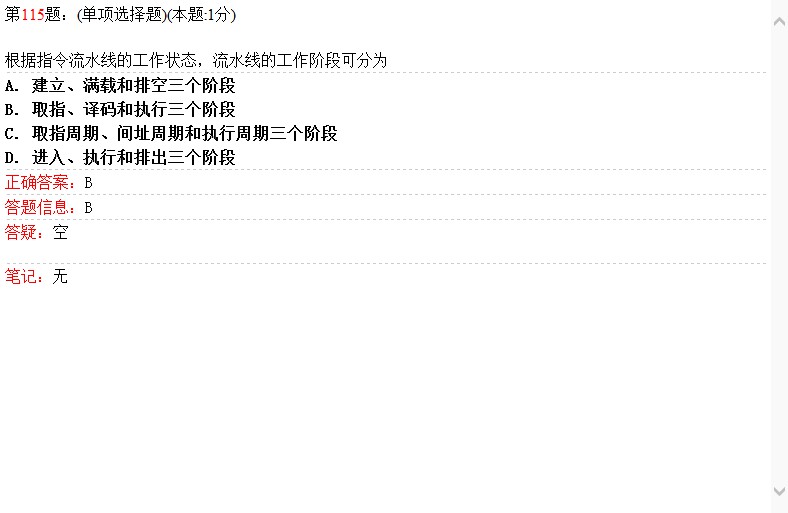 第115题：(单项选择题)(本题:1分)
根据指令流水线的工作状态，流水线的工作阶段可分为
A. 建立、满载和排空三个阶段
B. 取指、译码和执行三个阶段
C. 取指周期、间址周期和执行周期三个阶段
D. 进入、执行和排出三个阶段
正确答案：B
答题信息：B
答疑：空
笔记：无